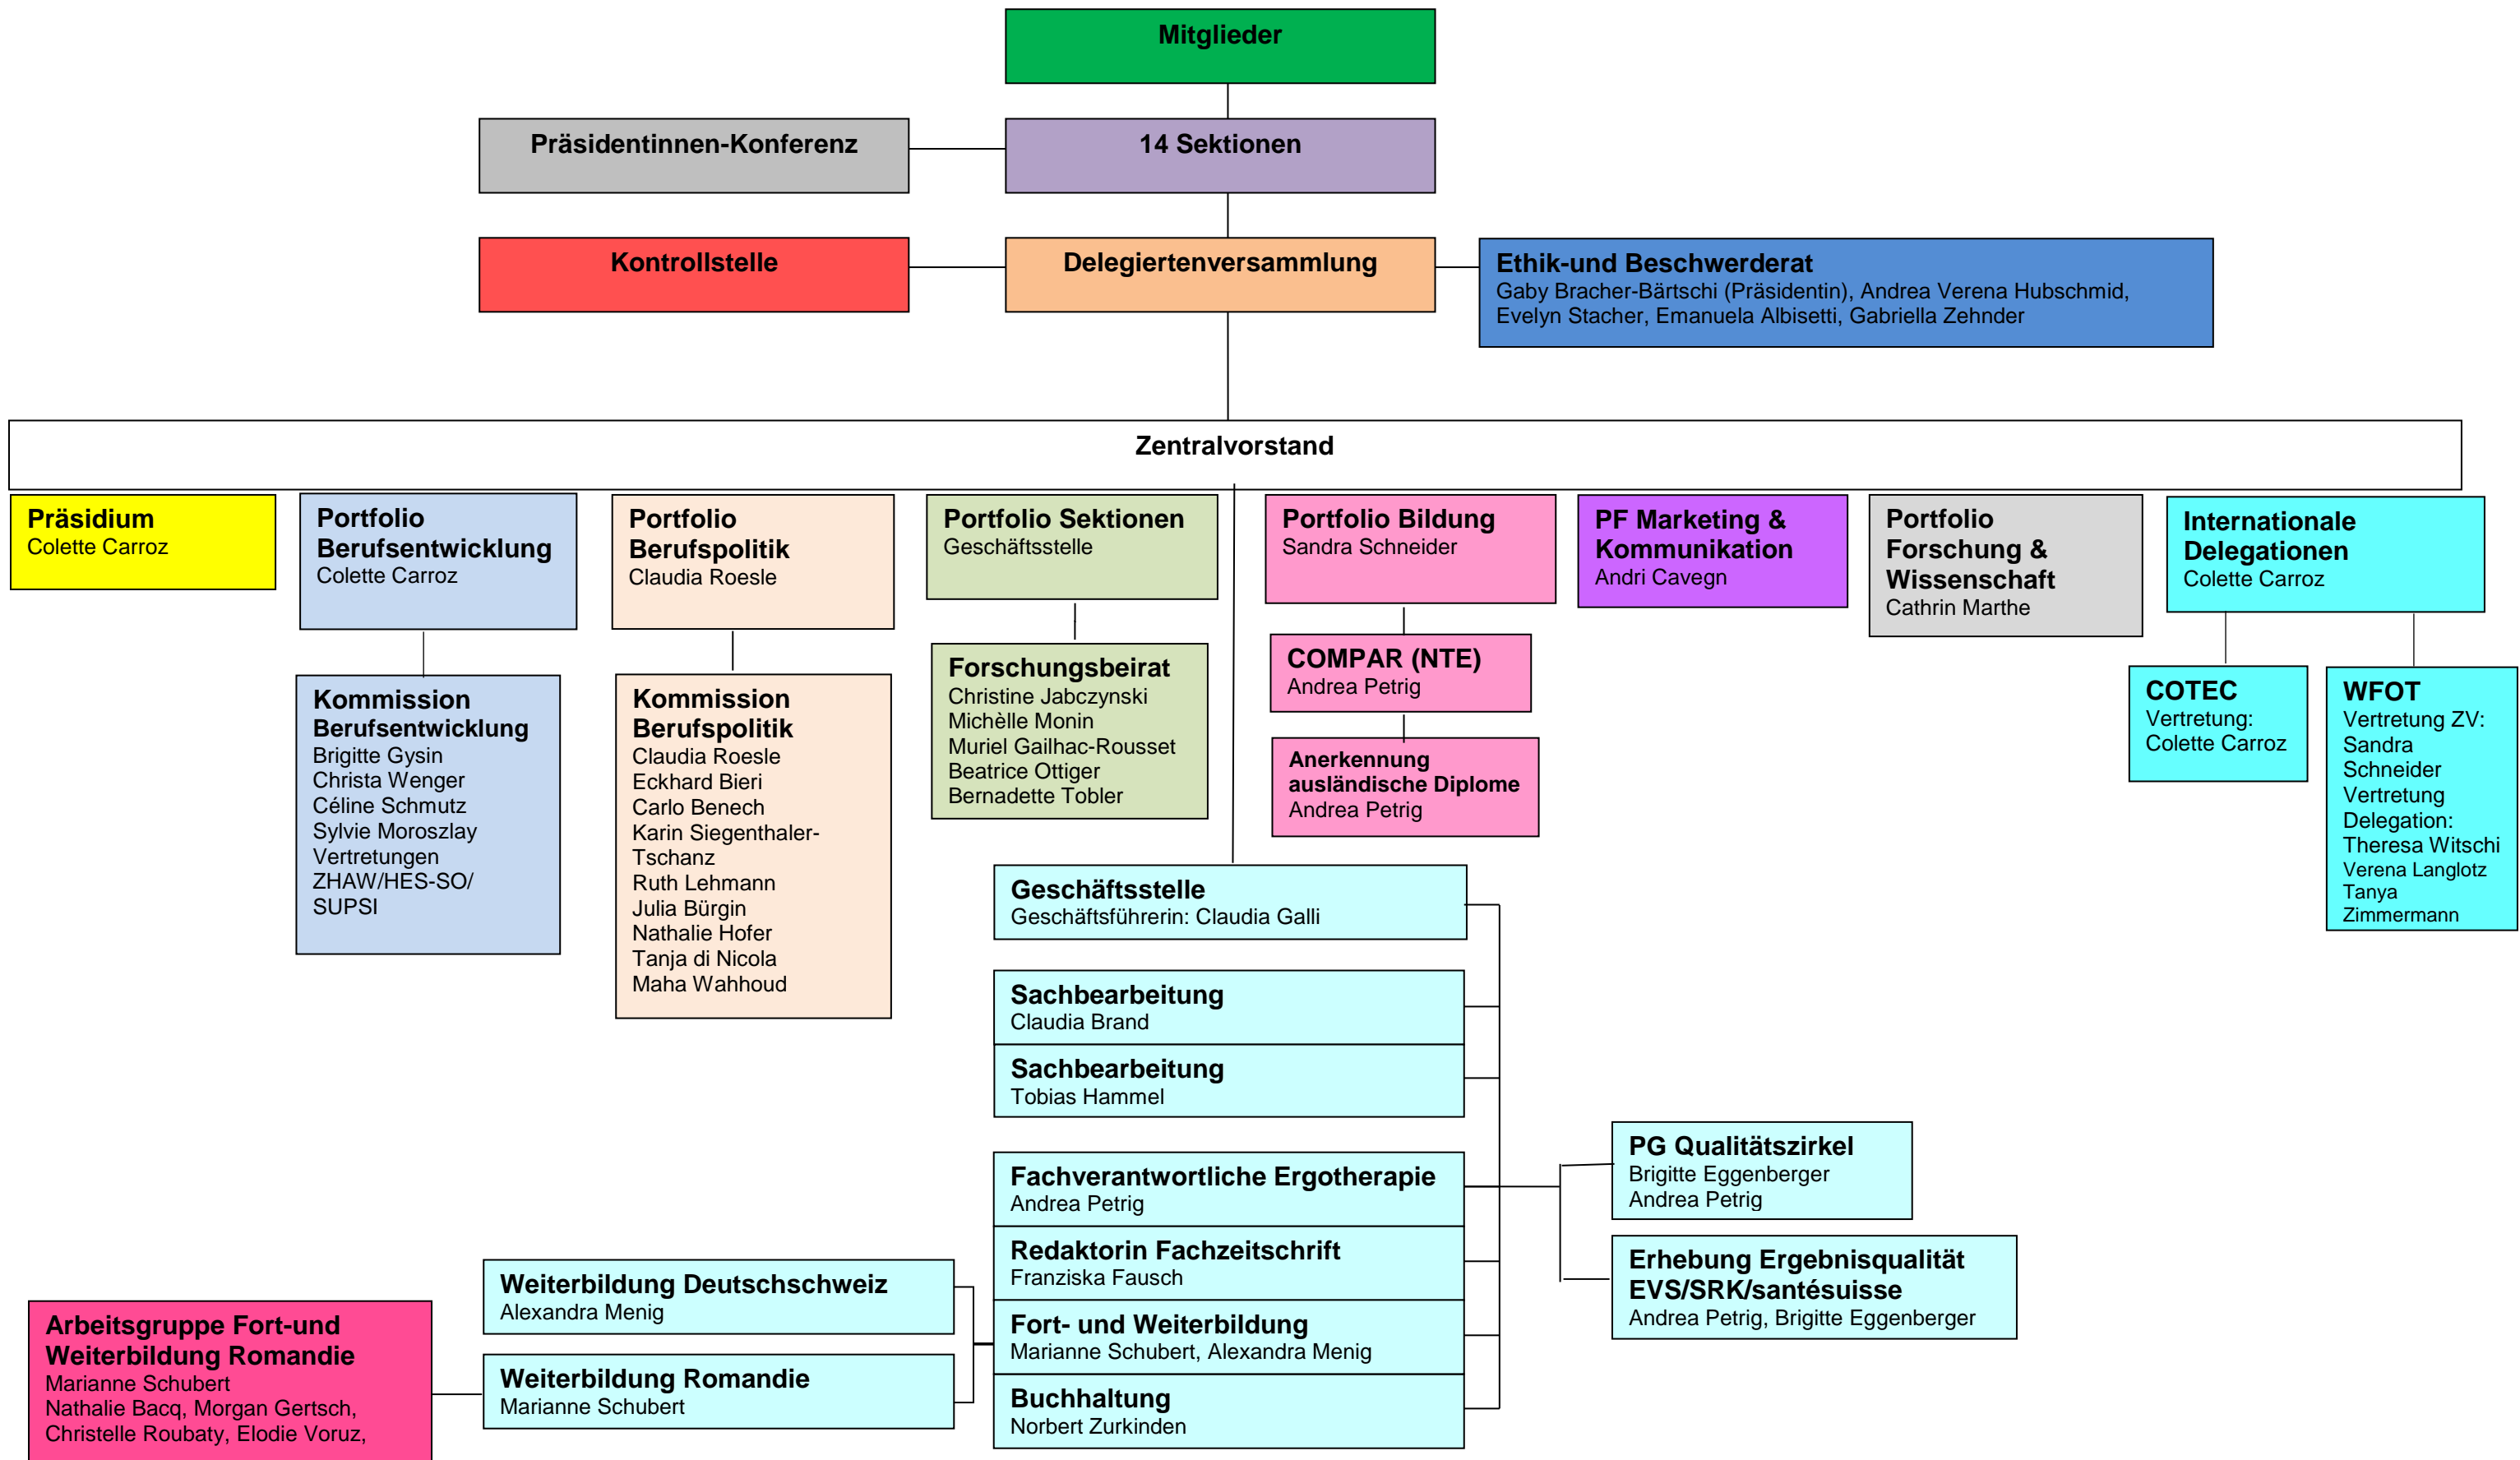 Mitglieder
Präsidentinnen-Konferenz
14 Sektionen
Kontrollstelle
Delegiertenversammlung
Ethik-und Beschwerderat
Gaby Bracher-Bärtschi (Präsidentin), Andrea Verena Hubschmid,
Evelyn Stacher, Emanuela Albisetti, Gabriella Zehnder
Zentralvorstand
Präsidium
Colette Carroz
Portfolio
Berufsentwicklung
Colette Carroz
Portfolio
Berufspolitik
Claudia Roesle
Portfolio Sektionen
Geschäftsstelle
Portfolio Bildung
Sandra Schneider
PF Marketing &
Kommunikation
Andri Cavegn
Portfolio
Forschung &
Wissenschaft
Cathrin Marthe
Internationale
Delegationen
Colette Carroz
Kommission
Berufsentwicklung
Brigitte Gysin
Christa Wenger
Céline Schmutz
Sylvie Moroszlay
Vertretungen
ZHAW/HES-SO/
SUPSI
Kommission
Berufspolitik
Claudia Roesle
Eckhard Bieri
Carlo Benech
Karin Siegenthaler-
Tschanz
Ruth Lehmann
Julia Bürgin
Nathalie Hofer
Tanja di Nicola
Maha Wahhoud
Forschungsbeirat
Christine Jabczynski
Michèlle Monin
Muriel Gailhac-Rousset
Beatrice Ottiger
Bernadette Tobler
COMPAR (NTE)
Andrea Petrig
Anerkennung
ausländische Diplome
Andrea Petrig
COTEC
Vertretung:
Colette Carroz
WFOT
Vertretung ZV:
Sandra
Schneider
Vertretung
Delegation:
Theresa Witschi
Verena Langlotz
Tanya
Zimmermann
Geschäftsstelle
Geschäftsführerin: Claudia Galli
Sachbearbeitung
Claudia Brand
Sachbearbeitung
Tobias Hammel
Fachverantwortliche Ergotherapie
Andrea Petrig
Redaktorin Fachzeitschrift
Franziska Fausch
Fort- und Weiterbildung
Marianne Schubert, Alexandra Menig
Buchhaltung
Norbert Zurkinden
PG Qualitätszirkel
Brigitte Eggenberger
Andrea Petrig
Erhebung Ergebnisqualität
EVS/SRK/santésuisse
Andrea Petrig, Brigitte Eggenberger
Weiterbildung Deutschschweiz
Alexandra Menig
Weiterbildung Romandie
Marianne Schubert
Arbeitsgruppe Fort-und
Weiterbildung Romandie
Marianne Schubert
Nathalie Bacq, Morgan Gertsch,
Christelle Roubaty, Elodie Voruz,